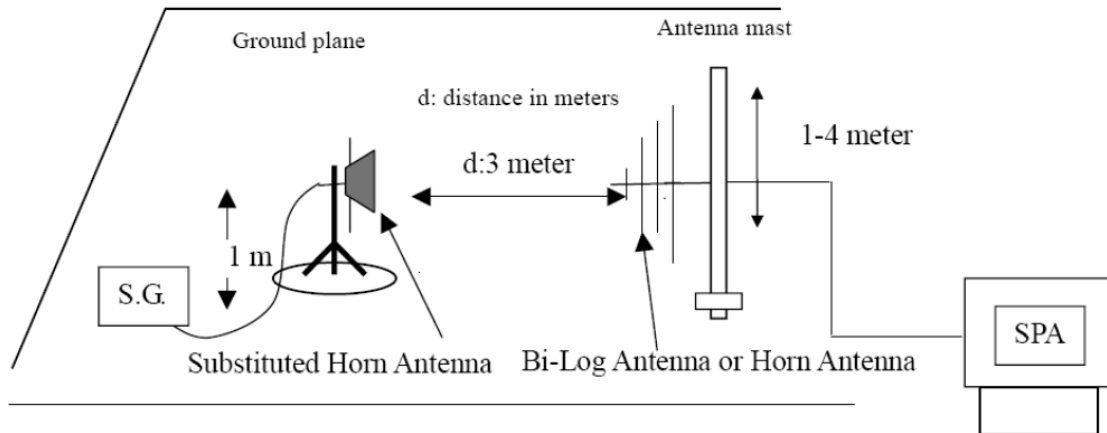 Ground plane
Antenna mast
d: distance in meters
1-4 meter
d:3 meter
1 m
S.G.
SPA
Substituted Horn Antenna
Bi-Log Antenna or Horn Antenna